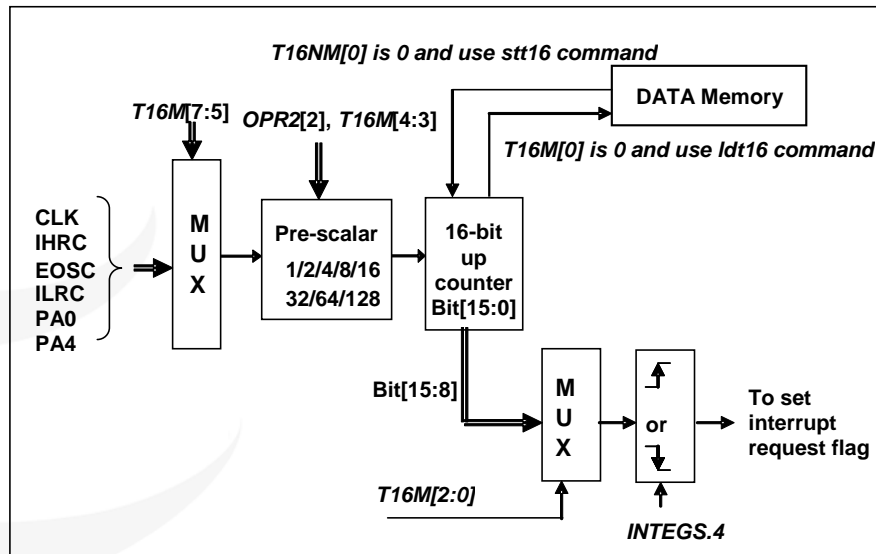 T16NM[0] is 0 and use stt16 command
DATA Memory
T16M[7:5]
OPR2[2], T16M[4:3]
T16M[0] is 0 and use ldt16 command
CLK
IHRC
EOSC
ILRC
PA0
PA4
M
U
X
Pre-scalar
1/2/4/8/16
32/64/128
16-bit
up
counter
Bit[15:0]
Bit[15:8]
M
U
X
or
To set
interrupt
request flag
T16M[2:0]
INTEGS.4